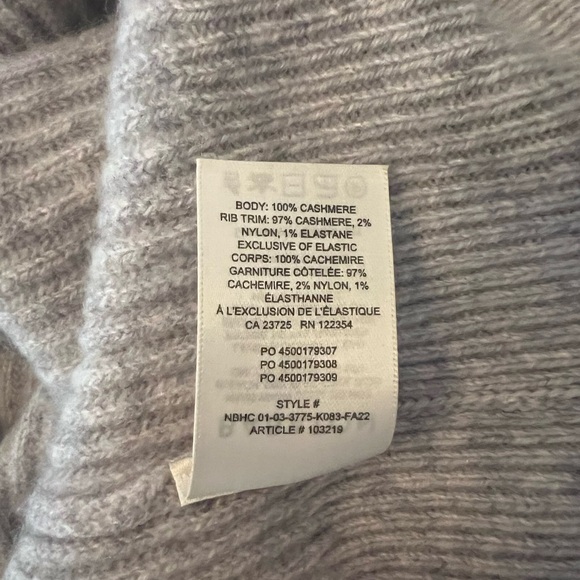 BODY: 100% CASHMERE
RIB TRIM: 97% CASHMERE, 2%
NYLON, 1% ELASTANE
EXCLUSIVE OF ELASTIC
CORPS: 100% CACHEMIRE
GARNITURE CÔTELÉE: 97%
CACHEMIRE, 2% NYLON, 1%
ÉLASTHANNE
À L'EXCLUSION DE L'ÉLASTIQUE
CA 23725 RN 122354
PO 4500179307
PO 4500179308
PO 4500179309
STYLE #
NBHC 01-03-3775-K083-FA22
ARTICLE # 103219